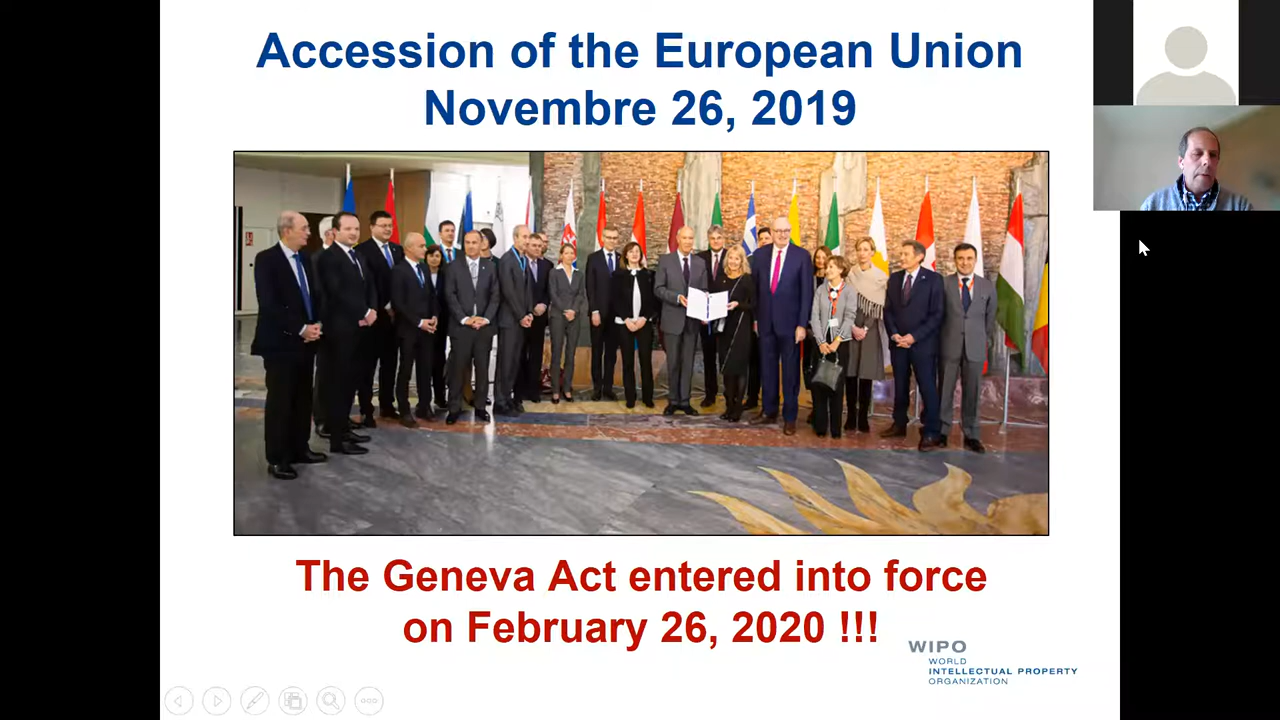 Accession of the European Union
Novembre 26, 2019
The Geneva Act entered into force
on February 26, 2020 !!!
WIPO
WORLD
INTELLECTUAL PROPERTY
ORGANIZATION